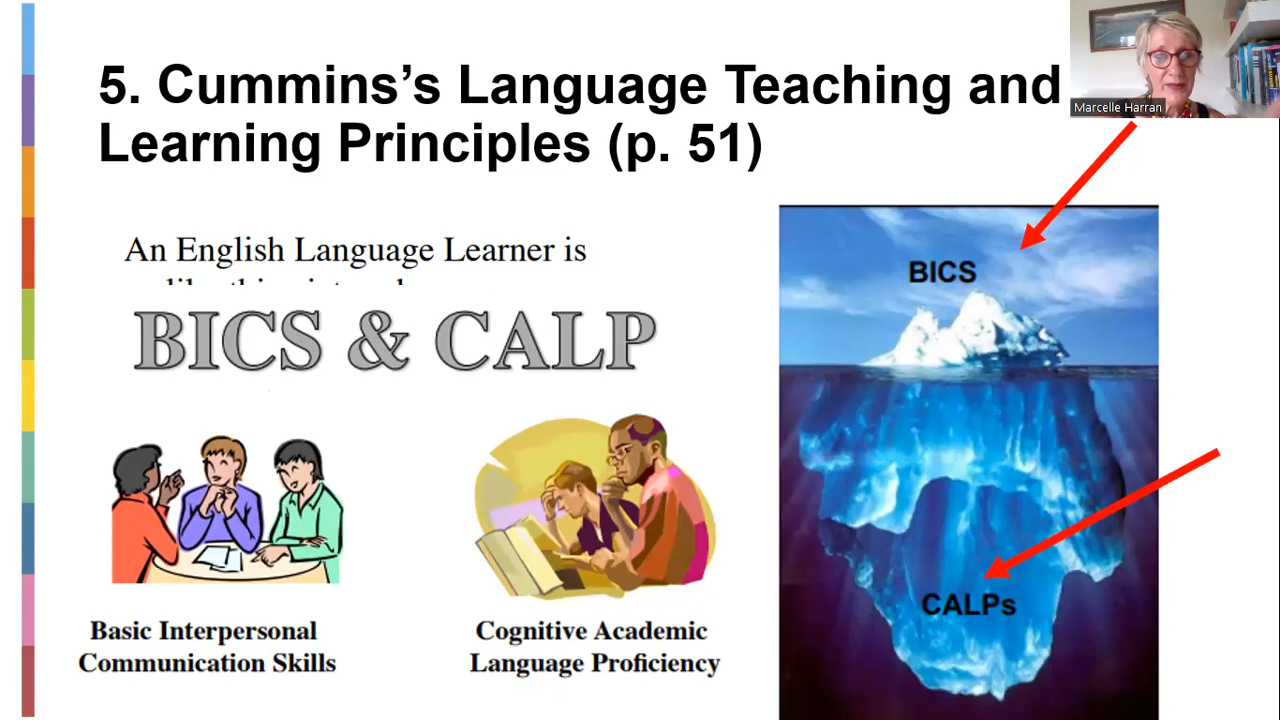 5. Cummins’s Language Teaching and
Learning Principles (p. 51)
Marcelle Harran
An English Language Learner is
BICS & CALP
Basic Interpersonal
Communication Skills
Cognitive Academic
Language Proficiency
BICS
CALPs